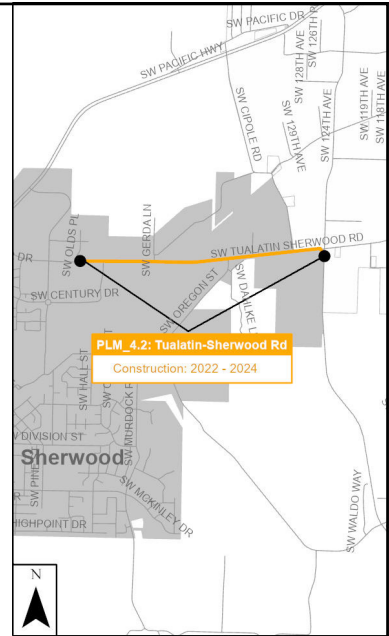 SW PACIFIC DR
SW PACIFIC HWY
SW 128TH AVE
SW 119TH AVE
SW 118TH AVE
SW CIPOLE RD
SW 129TH AVE
SW 124TH AVE
SW OLDS PL
SW GERDA LN
SW TUALATIN SHERWOOD RD
DR
SW CENTURY DR
SW OREGON ST
SW DAHLKE L
PLM_4.2: Tualatin-Sherwood Rd
Construction: 2022 - 2024
SW HALL ST
SW MURDOCK R
DIVISION ST
Sherwood
SW PINE
SW MCKINLEY DR
HIGHPOINT DR
SW WALDO WAY
N